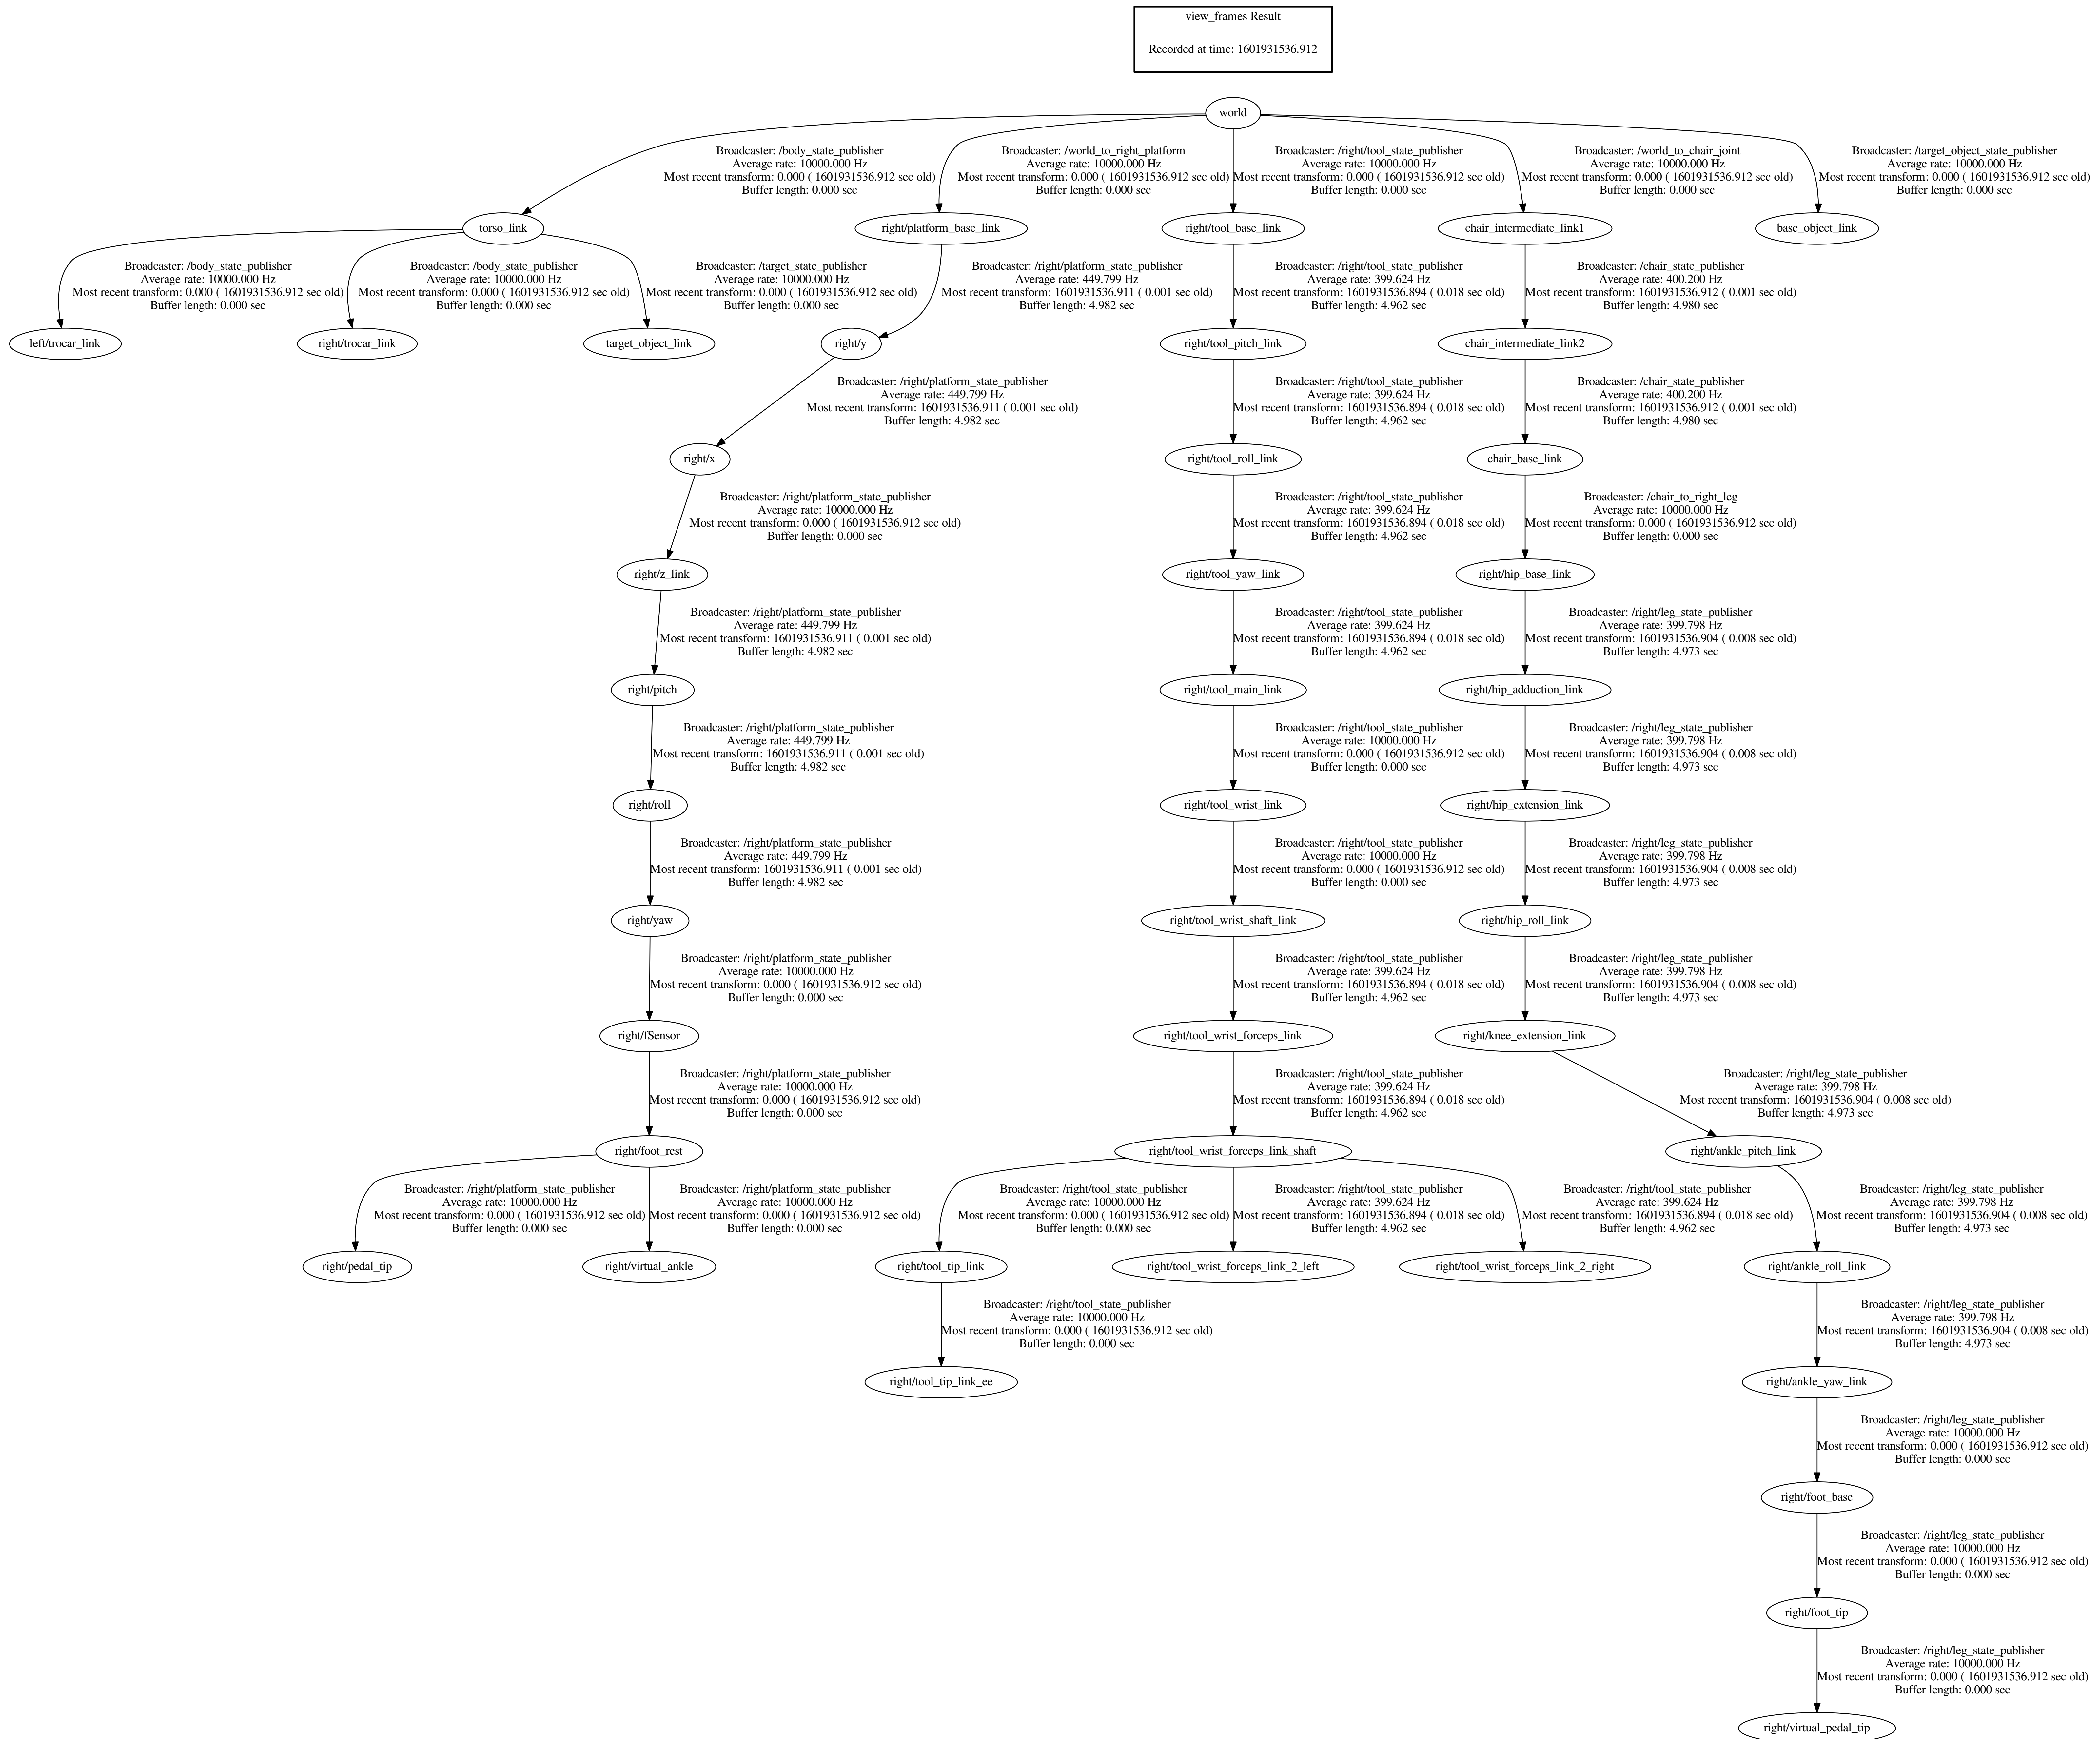 view_frames Result
Recorded at time: 1601931536.912
world
Broadcaster: /body_state_publisher
Average rate: 10000.000 Hz
Most recent transform: 0.000 ( 1601931536.912 sec old)
Buffer length: 0.000 sec
Broadcaster: /world_to_right_platform
Average rate: 10000.000 Hz
Most recent transform: 0.000 ( 1601931536.912 sec old)
Buffer length: 0.000 sec
Broadcaster: /right/tool_state_publisher
Average rate: 10000.000 Hz
Most recent transform: 0.000 ( 1601931536.912 sec old)
Buffer length: 0.000 sec
Broadcaster: /world_to_chair_joint
Average rate: 10000.000 Hz
Most recent transform: 0.000 ( 1601931536.912 sec old)
Buffer length: 0.000 sec
Broadcaster: /target_object_state_publisher
Average rate: 10000.000 Hz
Most recent transform: 0.000 ( 1601931536.912 sec old)
Buffer length: 0.000 sec
torso_link
right/platform_base_link
right/tool_base_link
chair_intermediate_link1
base_object_link
Broadcaster: /body_state_publisher
Average rate: 10000.000 Hz
Most recent transform: 0.000 ( 1601931536.912 sec old)
Buffer length: 0.000 sec
Broadcaster: /body_state_publisher
Average rate: 10000.000 Hz
Most recent transform: 0.000 ( 1601931536.912 sec old)
Buffer length: 0.000 sec
Broadcaster: /target_state_publisher
Average rate: 10000.000 Hz
Most recent transform: 0.000 ( 1601931536.912 sec old)
Buffer length: 0.000 sec
Broadcaster: /right/platform_state_publisher
Average rate: 449.799 Hz
Most recent transform: 1601931536.911 ( 0.001 sec old)
Buffer length: 4.982 sec
Broadcaster: /right/tool_state_publisher
Average rate: 399.624 Hz
Most recent transform: 1601931536.894 ( 0.018 sec old)
Buffer length: 4.962 sec
Broadcaster: /chair_state_publisher
Average rate: 400.200 Hz
Most recent transform: 1601931536.912 ( 0.001 sec old)
Buffer length: 4.980 sec
left/trocar_link
right/trocar_link
target_object_link
right/y
right/tool_pitch_link
chair_intermediate_link2
Broadcaster: /right/platform_state_publisher
Average rate: 449.799 Hz
Most recent transform: 1601931536.911 ( 0.001 sec old)
Buffer length: 4.982 sec
Broadcaster: /right/tool_state_publisher
Average rate: 399.624 Hz
Most recent transform: 1601931536.894 ( 0.018 sec old)
Buffer length: 4.962 sec
Broadcaster: /chair_state_publisher
Average rate: 400.200 Hz
Most recent transform: 1601931536.912 ( 0.001 sec old)
Buffer length: 4.980 sec
right/x
right/tool_roll_link
chair_base_link
Broadcaster: /right/platform_state_publisher
Average rate: 10000.000 Hz
Most recent transform: 0.000 ( 1601931536.912 sec old)
Buffer length: 0.000 sec
Broadcaster: /right/tool_state_publisher
Average rate: 399.624 Hz
Most recent transform: 1601931536.894 ( 0.018 sec old)
Buffer length: 4.962 sec
Broadcaster: /chair_to_right_leg
Average rate: 10000.000 Hz
Most recent transform: 0.000 ( 1601931536.912 sec old)
Buffer length: 0.000 sec
right/z_link
right/tool_yaw_link
right/hip_base_link
Broadcaster: /right/platform_state_publisher
Average rate: 449.799 Hz
Most recent transform: 1601931536.911 ( 0.001 sec old)
Buffer length: 4.982 sec
Broadcaster: /right/tool_state_publisher
Average rate: 399.624 Hz
Most recent transform: 1601931536.894 ( 0.018 sec old)
Buffer length: 4.962 sec
Broadcaster: /right/leg_state_publisher
Average rate: 399.798 Hz
Most recent transform: 1601931536.904 ( 0.008 sec old)
Buffer length: 4.973 sec
right/pitch
right/tool_main_link
right/hip_adduction_link
Broadcaster: /right/platform_state_publisher
Average rate: 449.799 Hz
Most recent transform: 1601931536.911 ( 0.001 sec old)
Buffer length: 4.982 sec
Broadcaster: /right/tool_state_publisher
Average rate: 10000.000 Hz
Most recent transform: 0.000 ( 1601931536.912 sec old)
Buffer length: 0.000 sec
Broadcaster: /right/leg_state_publisher
Average rate: 399.798 Hz
Most recent transform: 1601931536.904 ( 0.008 sec old)
Buffer length: 4.973 sec
right/roll
right/tool_wrist_link
right/hip_extension_link
Broadcaster: /right/platform_state_publisher
Average rate: 449.799 Hz
Most recent transform: 1601931536.911 ( 0.001 sec old)
Buffer length: 4.982 sec
Broadcaster: /right/tool_state_publisher
Average rate: 10000.000 Hz
Most recent transform: 0.000 ( 1601931536.912 sec old)
Buffer length: 0.000 sec
Broadcaster: /right/leg_state_publisher
Average rate: 399.798 Hz
Most recent transform: 1601931536.904 ( 0.008 sec old)
Buffer length: 4.973 sec
right/yaw
right/tool_wrist_shaft_link
right/hip_roll_link
Broadcaster: /right/platform_state_publisher
Average rate: 10000.000 Hz
Most recent transform: 0.000 ( 1601931536.912 sec old)
Buffer length: 0.000 sec
Broadcaster: /right/tool_state_publisher
Average rate: 399.624 Hz
Most recent transform: 1601931536.894 ( 0.018 sec old)
Buffer length: 4.962 sec
Broadcaster: /right/leg_state_publisher
Average rate: 399.798 Hz
Most recent transform: 1601931536.904 ( 0.008 sec old)
Buffer length: 4.973 sec
right/fSensor
right/tool_wrist_forceps_link
right/knee_extension_link
Broadcaster: /right/platform_state_publisher
Average rate: 10000.000 Hz
Most recent transform: 0.000 ( 1601931536.912 sec old)
Buffer length: 0.000 sec
Broadcaster: /right/tool_state_publisher
Average rate: 399.624 Hz
Most recent transform: 1601931536.894 ( 0.018 sec old)
Buffer length: 4.962 sec
Broadcaster: /right/leg_state_publisher
Average rate: 399.798 Hz
Most recent transform: 1601931536.904 ( 0.008 sec old)
Buffer length: 4.973 sec
right/foot_rest
right/tool_wrist_forceps_link_shaft
right/ankle_pitch_link
Broadcaster: /right/platform_state_publisher
Average rate: 10000.000 Hz
Most recent transform: 0.000 ( 1601931536.912 sec old)
Buffer length: 0.000 sec
Broadcaster: /right/platform_state_publisher
Average rate: 10000.000 Hz
Most recent transform: 0.000 ( 1601931536.912 sec old)
Buffer length: 0.000 sec
Broadcaster: /right/tool_state_publisher
Average rate: 10000.000 Hz
Most recent transform: 0.000 ( 1601931536.912 sec old)
Buffer length: 0.000 sec
Broadcaster: /right/tool_state_publisher
Average rate: 399.624 Hz
Most recent transform: 1601931536.894 ( 0.018 sec old)
Buffer length: 4.962 sec
Broadcaster: /right/tool_state_publisher
Average rate: 399.624 Hz
Most recent transform: 1601931536.894 ( 0.018 sec old)
Buffer length: 4.962 sec
Broadcaster: /right/leg_state_publisher
Average rate: 399.798 Hz
Most recent transform: 1601931536.904 ( 0.008 sec old)
Buffer length: 4.973 sec
right/pedal_tip
right/virtual_ankle
right/tool_tip_link
right/tool_wrist_forceps_link_2_left
right/tool_wrist_forceps_link_2_right
right/ankle_roll_link
Broadcaster: /right/tool_state_publisher
Average rate: 10000.000 Hz
Most recent transform: 0.000 ( 1601931536.912 sec old)
Buffer length: 0.000 sec
Broadcaster: /right/leg_state_publisher
Average rate: 399.798 Hz
Most recent transform: 1601931536.904 ( 0.008 sec old)
Buffer length: 4.973 sec
right/tool_tip_link_ee
right/ankle_yaw_link
Broadcaster: /right/leg_state_publisher
Average rate: 10000.000 Hz
Most recent transform: 0.000 ( 1601931536.912 sec old)
Buffer length: 0.000 sec
right/foot_base
Broadcaster: /right/leg_state_publisher
Average rate: 10000.000 Hz
Most recent transform: 0.000 ( 1601931536.912 sec old)
Buffer length: 0.000 sec
right/foot_tip
Broadcaster: /right/leg_state_publisher
Average rate: 10000.000 Hz
Most recent transform: 0.000 ( 1601931536.912 sec old)
Buffer length: 0.000 sec
right/virtual_pedal_tip